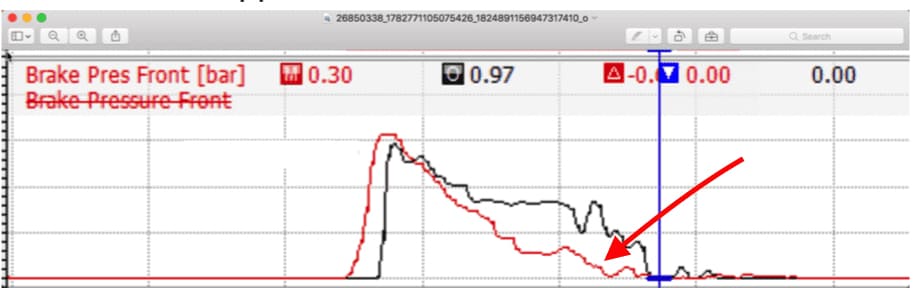 26850338_1782771105075426_1824891156947317410_o
Search
Brake Pres Front [bar] 0.30 0.97 0.00 0.00
Brake Pressure Front